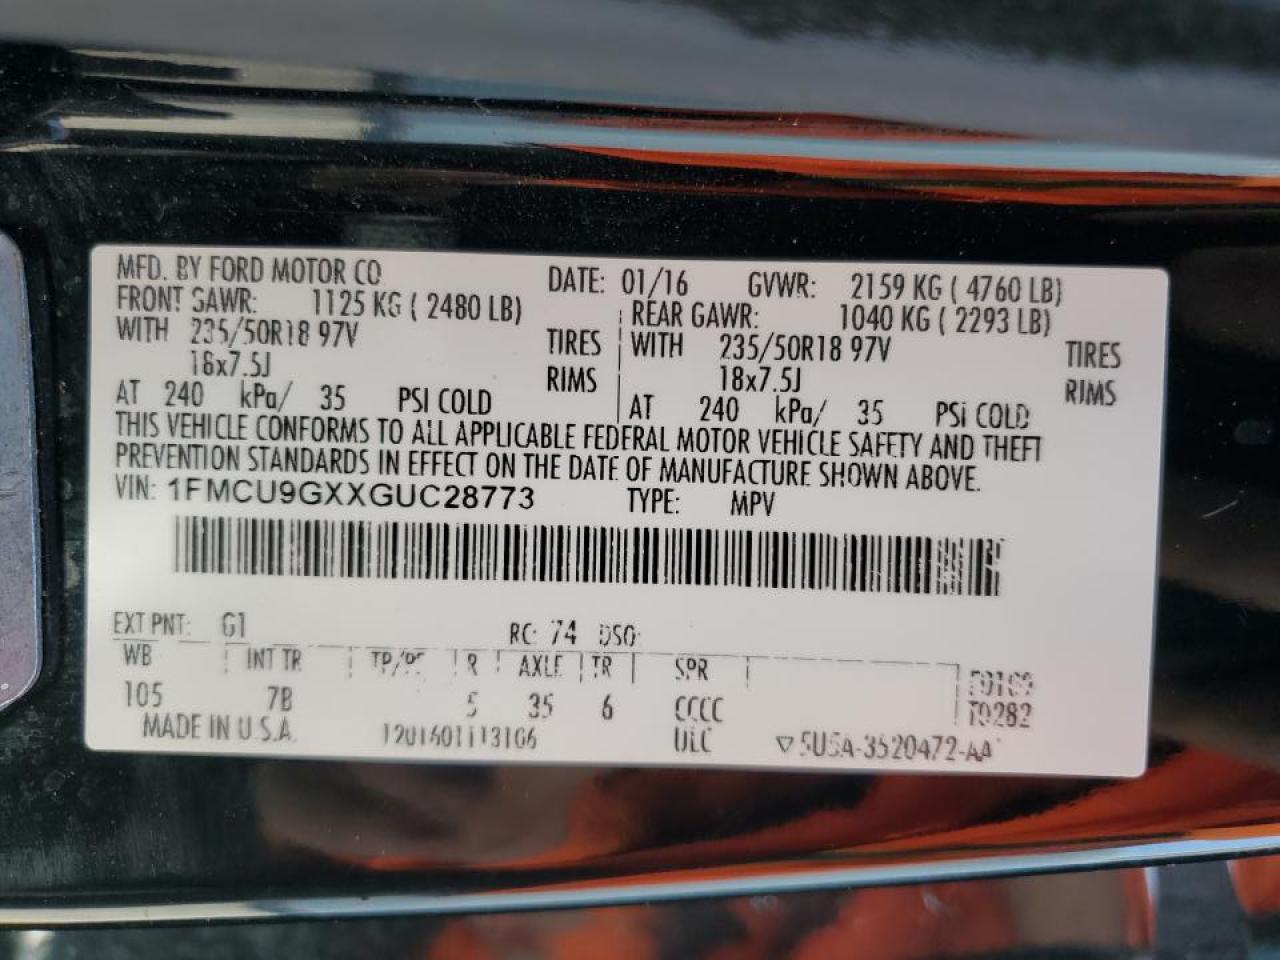 MFD. BY FORD MOTOR CO DATE: 01/16 GVWR: 2159 KG ( 4760 LB)
FRONT GAWR: 1125 KG ( 2480 LB) REAR GAWR: 1040 KG ( 2293 LB)
WITH 235/50R18 97V TIRES WITH 235/50R18 97V TIRES
18x7.5J RIMS 18x7.5J RIMS
AT 240 kPa/ 35 PSI COLD AT 240 kPa/ 35 PSi COLD
THIS VEHICLE CONFORMS TO ALL APPLICABLE FEDERAL MOTOR VEHICLE SAFETY AND THEFT
PREVENTION STANDARDS IN EFFECT ON THE DATE OF MANUFACTURE SHOWN ABOVE.
VIN: 1FMCU9GXXGUC28773 TYPE: MPV
EXT PNT: G1 RC: 74 DSO:
WB INT TR R AXLE TR SPR
105 7B 5 35 6 CCCC T0282
MADE IN U.S.A. ULC